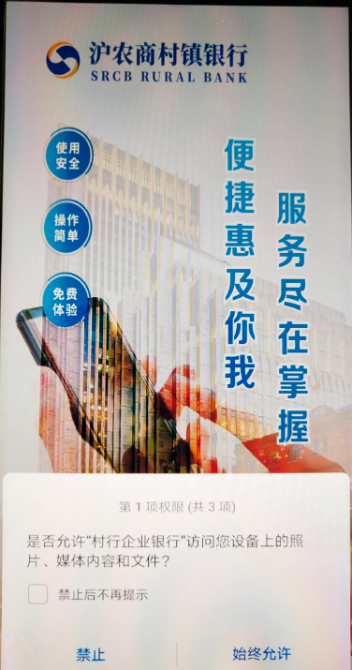 沪农商村镇银行
SRCB RURAL BANK
使用
安全
操作
简单
免费
体验
便捷惠及你我
服务尽在掌握
第 1 项权限 (共 3 项)
是否允许“村行企业银行”访问您设备上的照
片、媒体内容和文件？
禁止后不再提示
禁止
始终允许